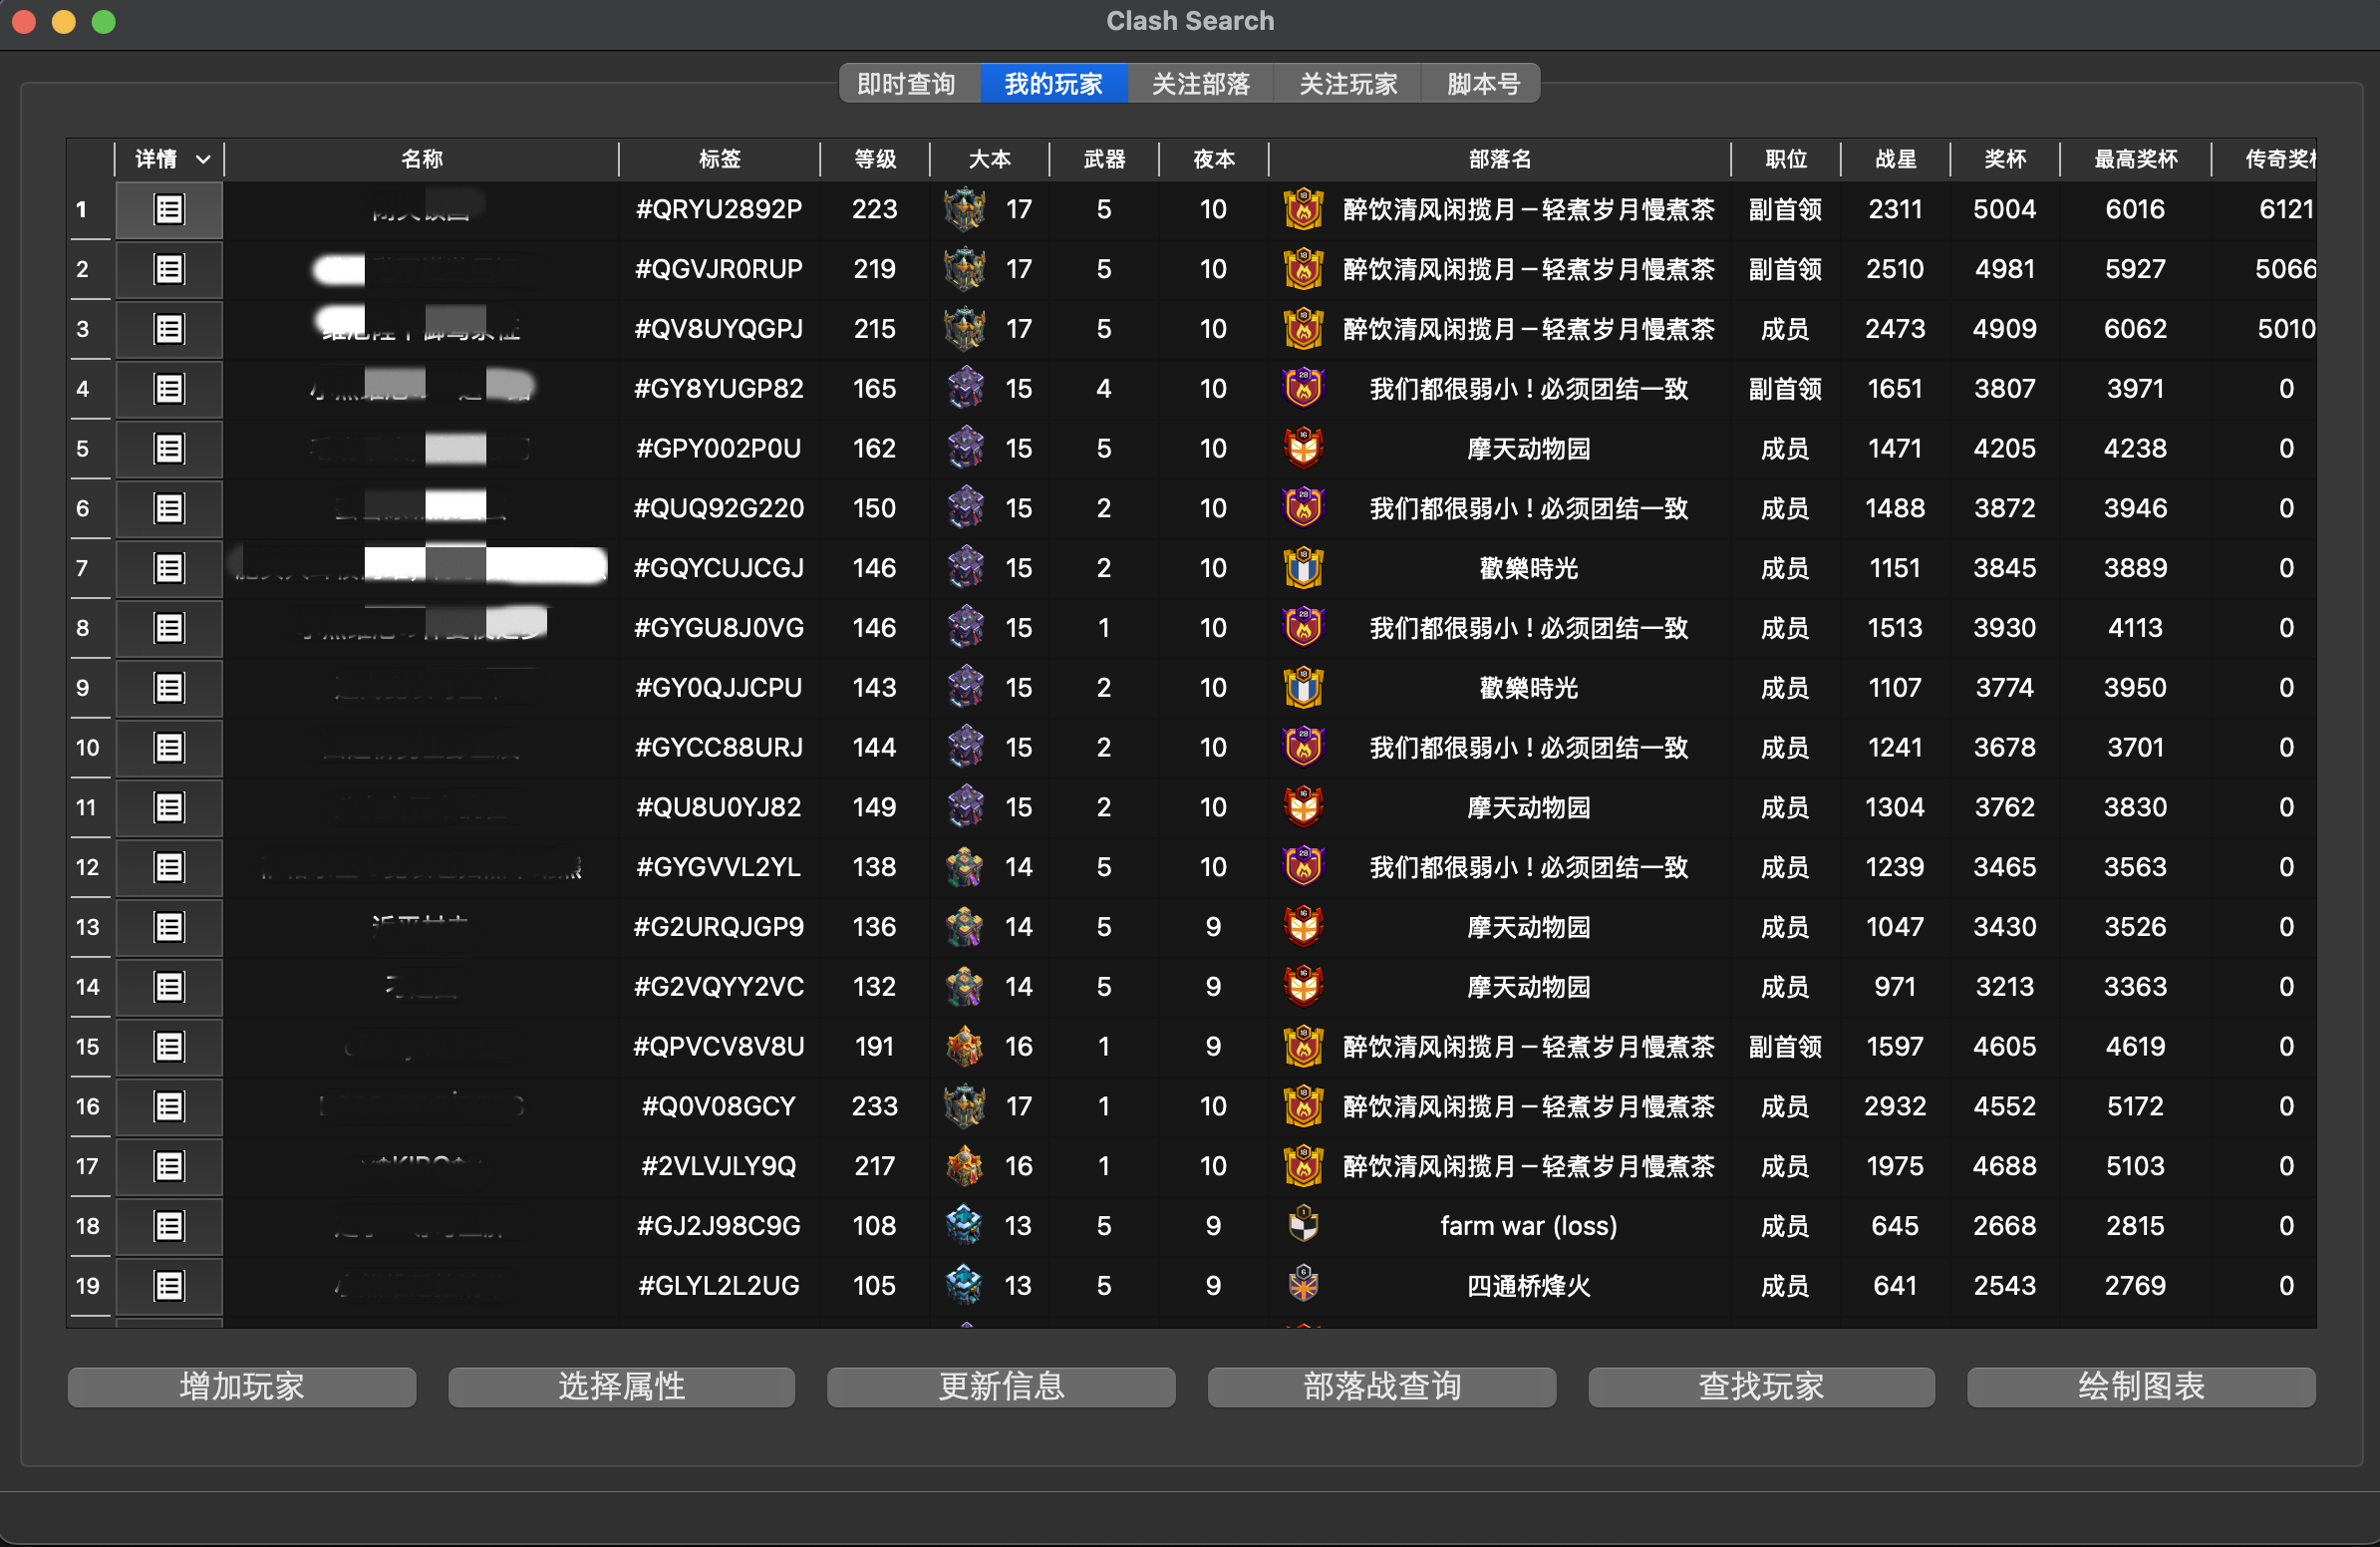 Clash Search
即时查询 我的玩家 关注部落 关注玩家 脚本号
详情 名称 标签 等级 大本 武器 夜本 部落名 职位 战星 奖杯 最高奖杯 传奇奖杯
1 #QRYU2892P 223 17 5 10 醉饮清风闲揽月－轻煮岁月慢煮茶 副首领 2311 5004 6016 6121
2 #QGVJR0RUP 219 17 5 10 醉饮清风闲揽月－轻煮岁月慢煮茶 副首领 2510 4981 5927 5066
3 #QV8UYQGPJ 215 17 5 10 醉饮清风闲揽月－轻煮岁月慢煮茶 成员 2473 4909 6062 5010
4 #GY8YUGP82 165 15 4 10 我们都很弱小！必须团结一致 副首领 1651 3807 3971 0
5 #GPY002P0U 162 15 5 10 摩天动物园 成员 1471 4205 4238 0
6 #QUQ92G220 150 15 2 10 我们都很弱小！必须团结一致 成员 1488 3872 3946 0
7 #GQYCUJCGJ 146 15 2 10 歡樂時光 成员 1151 3845 3889 0
8 #GYGU8J0VG 146 15 1 10 我们都很弱小！必须团结一致 成员 1513 3930 4113 0
9 #GY0QJJCPU 143 15 2 10 歡樂時光 成员 1107 3774 3950 0
10 #GYCC88URJ 144 15 2 10 我们都很弱小！必须团结一致 成员 1241 3678 3701 0
11 #QU8U0YJ82 149 15 2 10 摩天动物园 成员 1304 3762 3830 0
12 #GYGVVL2YL 138 14 5 10 我们都很弱小！必须团结一致 成员 1239 3465 3563 0
13 #G2URQJGP9 136 14 5 9 摩天动物园 成员 1047 3430 3526 0
14 #G2VQYY2VC 132 14 5 9 摩天动物园 成员 971 3213 3363 0
15 #QPVCV8V8U 191 16 1 9 醉饮清风闲揽月－轻煮岁月慢煮茶 副首领 1597 4605 4619 0
16 #Q0V08GCY 233 17 1 10 醉饮清风闲揽月－轻煮岁月慢煮茶 成员 2932 4552 5172 0
17 #2VLVJLY9Q 217 16 1 10 醉饮清风闲揽月－轻煮岁月慢煮茶 成员 1975 4688 5103 0
18 #GJ2J98C9G 108 13 5 9 farm war (loss) 成员 645 2668 2815 0
19 #GLYL2L2UG 105 13 5 9 四通桥烽火 成员 641 2543 2769 0
增加玩家 选择属性 更新信息 部落战查询 查找玩家 绘制图表